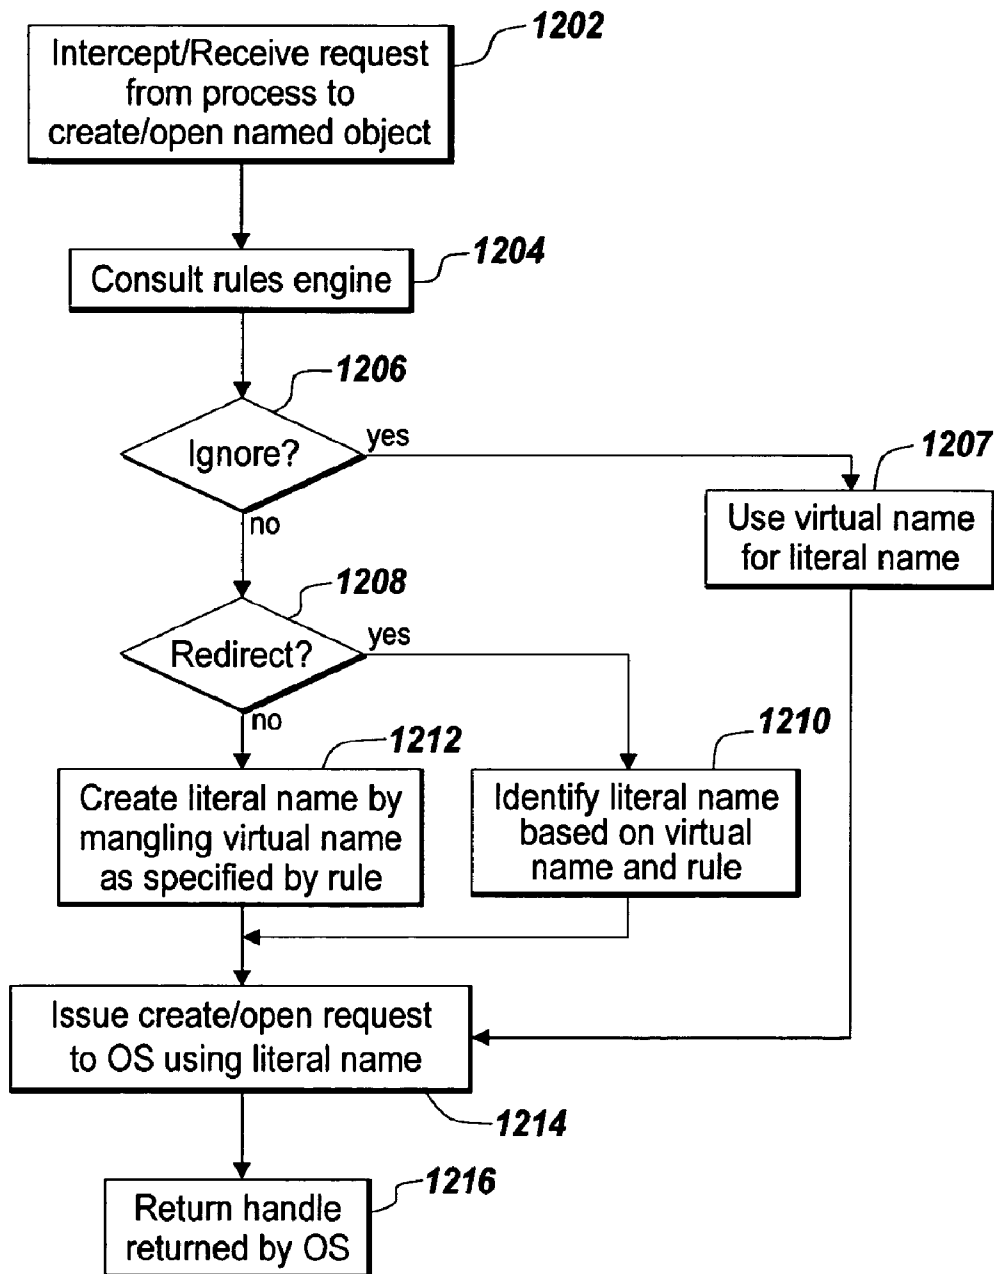 1202
Intercept/Receive request
from process to
create/open named object
1204
Consult rules engine
1206
Ignore?
yes
no
1207
Use virtual name
for literal name
1208
Redirect?
yes
no
1212
Create literal name by
mangling virtual name
as specified by rule
1210
Identify literal name
based on virtual
name and rule
Issue create/open request
to OS using literal name
1214
1216
Return handle
returned by OS